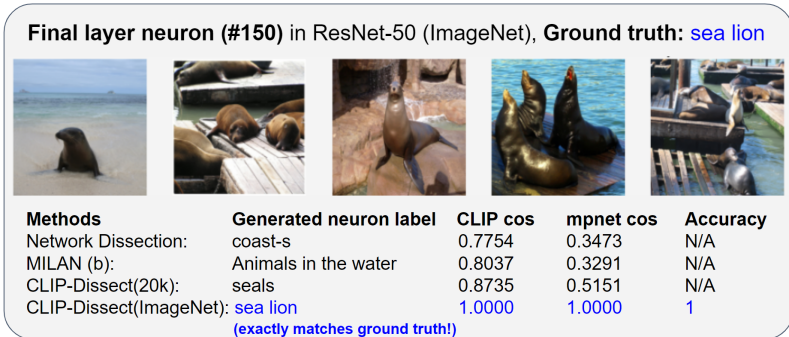 Final layer neuron (#150) in ResNet-50 (ImageNet), Ground truth: sea lion
Methods Generated neuron label CLIP cos mpnet cos Accuracy
Network Dissection: coast-s 0.7754 0.3473 N/A
MILAN (b): Animals in the water 0.8037 0.3291 N/A
CLIP-Dissect(20k): seals 0.8735 0.5151 N/A
CLIP-Dissect(ImageNet): sea lion 1.0000 1.0000 1
(exactly matches ground truth!)